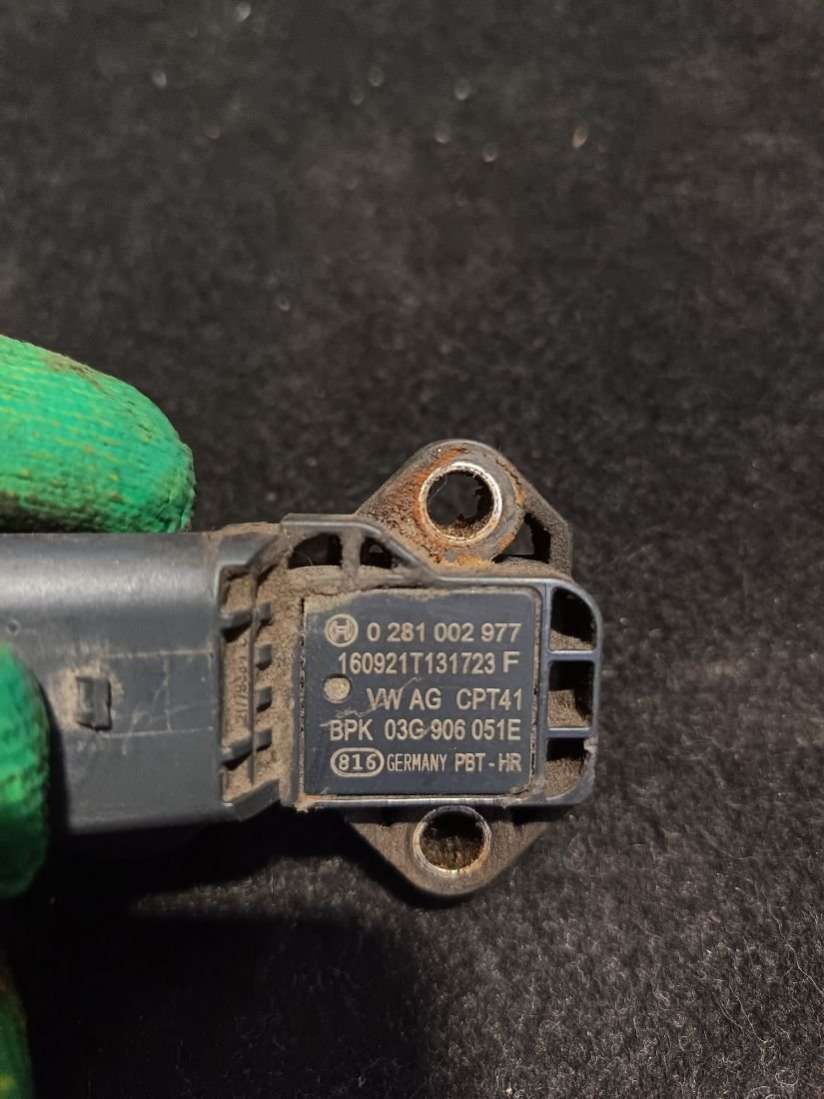 0 281 002 977
160921T131723 F
VW AG CPT41
BPK 03G 906 051E
816 GERMANY PBT-HR